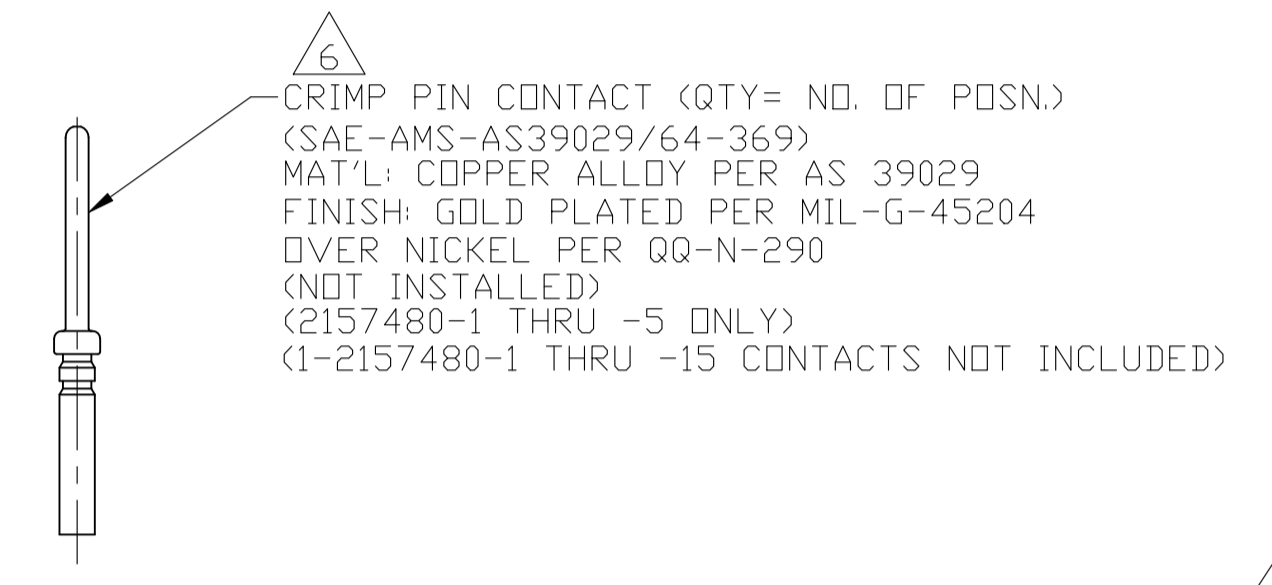 6
CRIMP PIN CONTACT (QTY= NO. OF POSN.)
(SAE-AMS-AS39029/64-369)
MAT'L: COPPER ALLOY PER AS 39029
FINISH: GOLD PLATED PER MIL-G-45204
OVER NICKEL PER QQ-N-290
(NOT INSTALLED)
(2157480-1 THRU -5 ONLY)
(1-2157480-1 THRU -15 CONTACTS NOT INCLUDED)